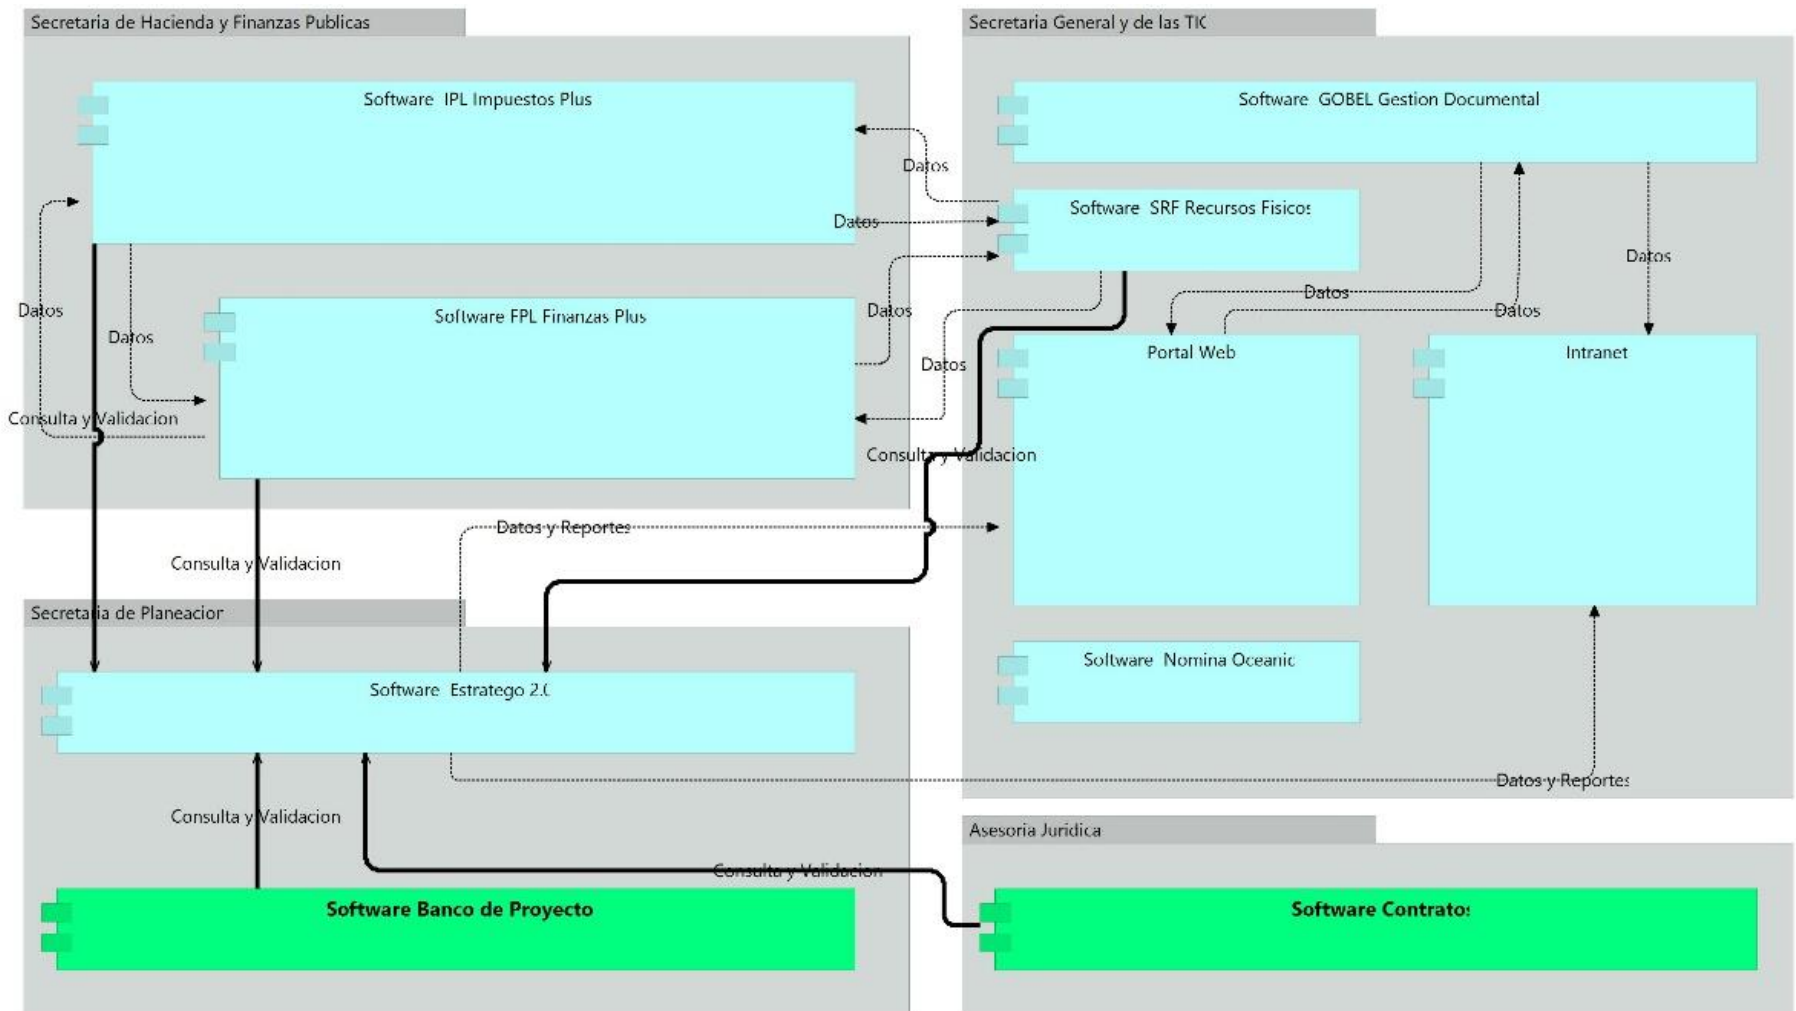 Secretaria de Hacienda y Finanzas Publicas
Software IPL Impuestos Plus
Datos
Datos
Datos
Datos
Software FPL Finanzas Plus
Datos
Datos
Consulta y Validacion
Consulta y Validacion
Consulta y Validacion
Datos y Reportes
Secretaria General y de las TIC
Software GOBEL Gestion Documental
Software SRF Recursos Fisicos
Datos
Datos
Datos
Portal Web
Intranet
Software Nomina Oceanic
Datos y Reportes
Secretaria de Planeacion
Software Estratego 2.0
Consulta y Validacion
Consulta y Validacion
Software Banco de Proyecto
Asesoria Juridica
Software Contratos